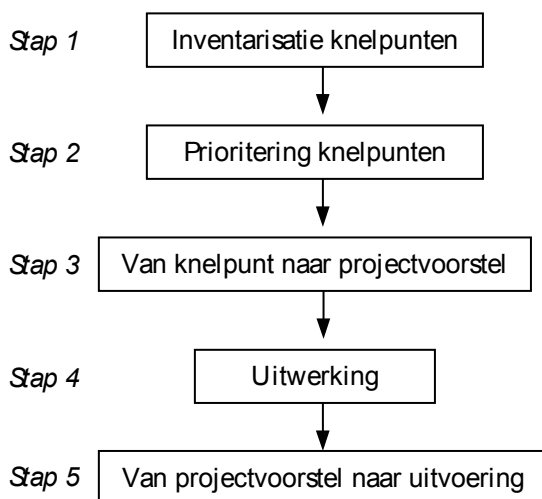 Stap 1 Inventarisatie knelpunten
Stap 2 Prioritering knelpunten
Stap 3 Van knelpunt naar projectvoorstel
Stap 4 Uitwerking
Stap 5 Van projectvoorstel naar uitvoering